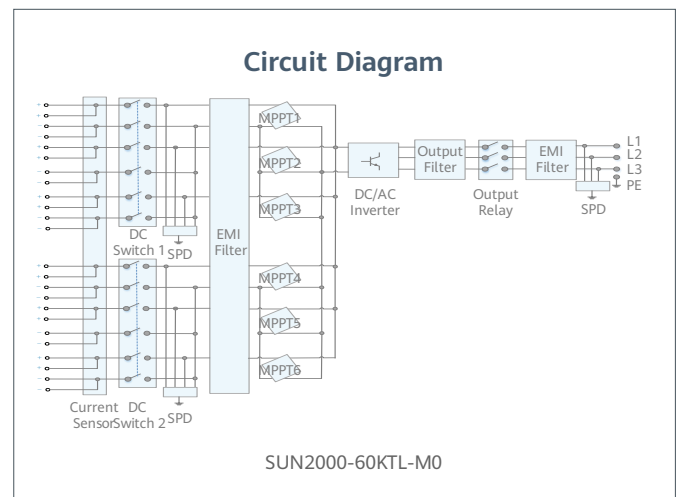 Circuit Diagram
MPPT1
MPPT2
MPPT3
MPPT4
MPPT5
MPPT6
DC
Switch 1
SPD
EMI
Filter
Current
Sensor
DC
Switch 2
SPD
DC/AC
Inverter
Output
Filter
Output
Relay
EMI
Filter
L1
L2
L3
PE
SPD
SUN2000-60KTL-M0